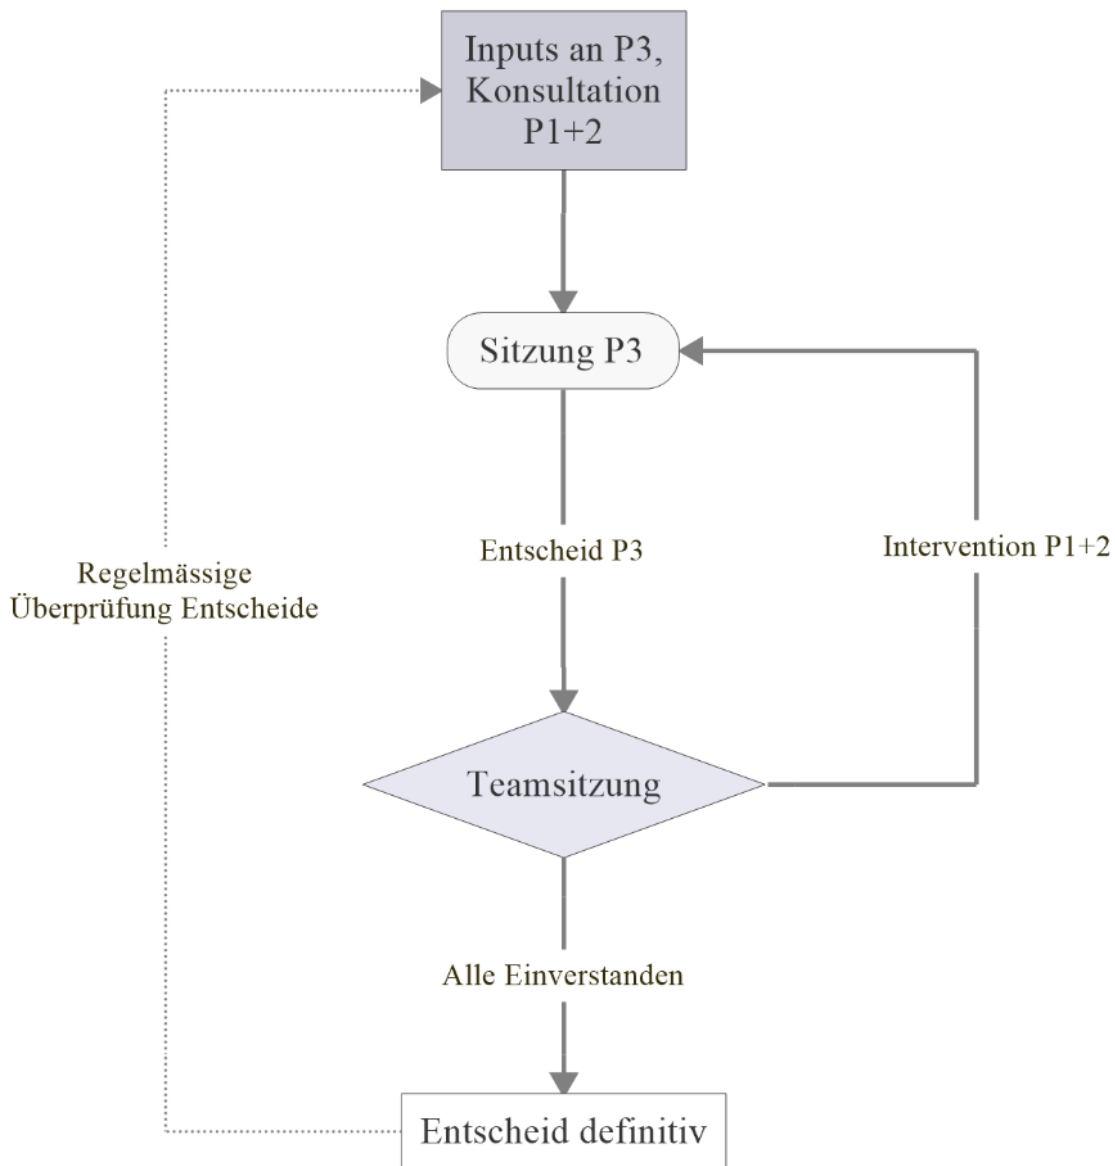 Inputs an P3,
Konsultation
P1+2
Sitzung P3
Entscheid P3
Intervention P1+2
Regelmässige
Überprüfung Entscheide
Teamsitzung
Alle Einverstanden
Entscheid definitiv